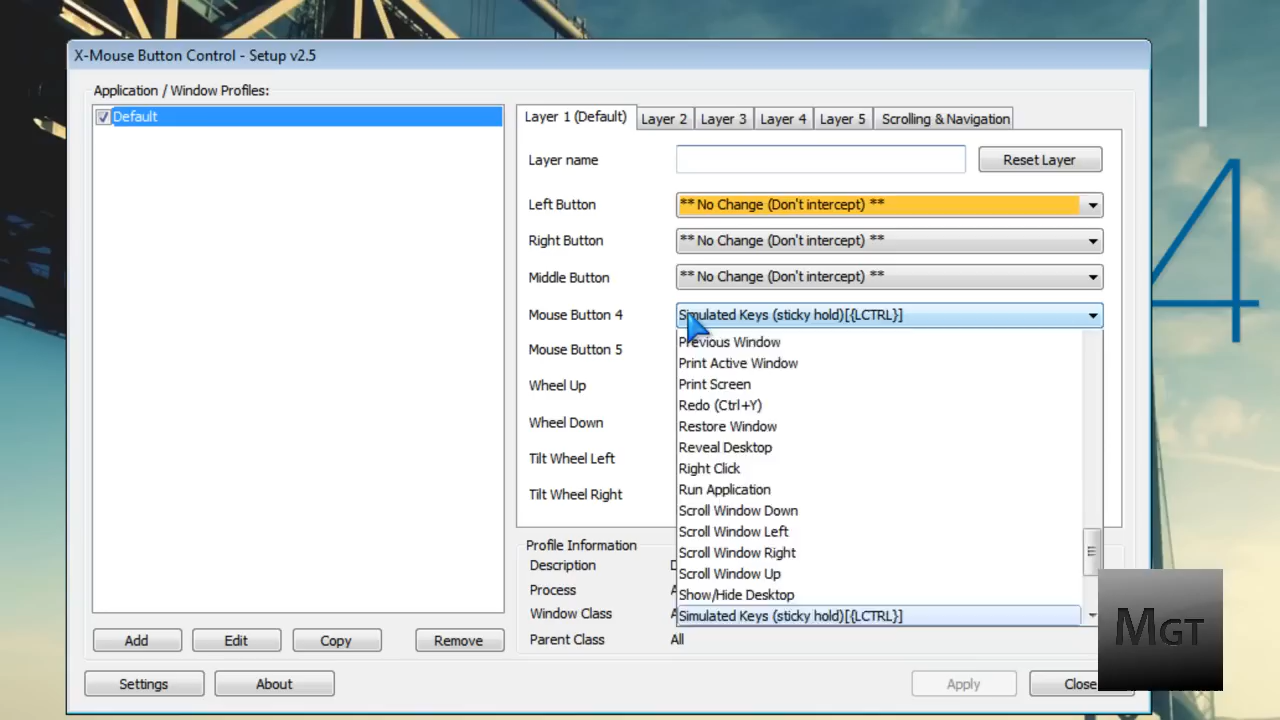 X-Mouse Button Control - Setup v2.5
Application / Window Profiles:
Default
Layer 1 (Default)
Layer 2
Layer 3
Layer 4
Layer 5
Scrolling & Navigation
Layer name
Reset Layer
Left Button
** No Change (Don't intercept) **
Right Button
** No Change (Don't intercept) **
Middle Button
** No Change (Don't intercept) **
Mouse Button 4
Simulated Keys (sticky hold)[{LCTRL}]
Mouse Button 5
Wheel Up
Wheel Down
Tilt Wheel Left
Tilt Wheel Right
Previous Window
Print Active Window
Print Screen
Redo (Ctrl+Y)
Restore Window
Reveal Desktop
Right Click
Run Application
Scroll Window Down
Scroll Window Left
Scroll Window Right
Scroll Window Up
Show/Hide Desktop
Simulated Keys (sticky hold)[{LCTRL}]
Profile Information
Description
Process
Window Class
Parent Class
All
Add
Edit
Copy
Remove
Settings
About
Apply
Close
MGT
4